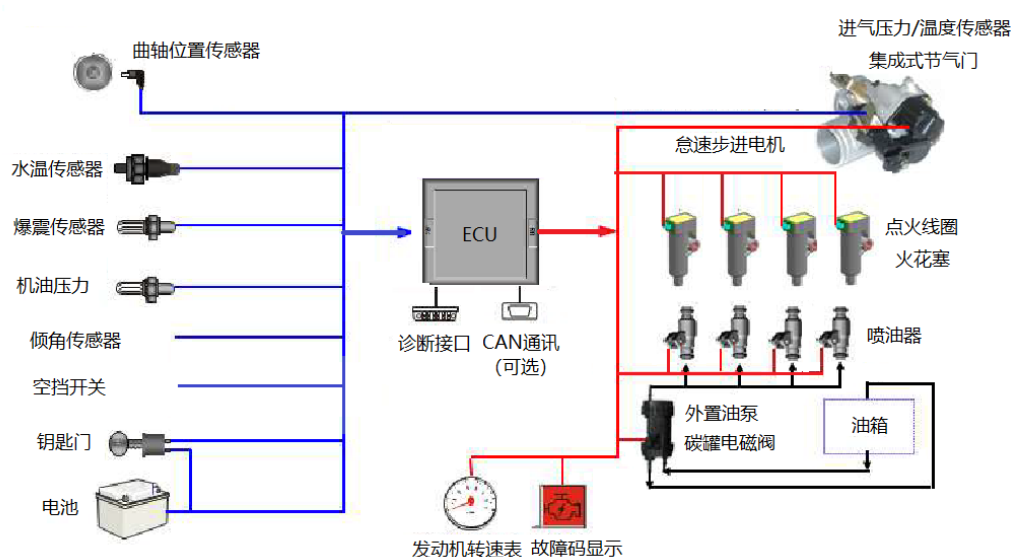 曲轴位置传感器
进气压力/温度传感器
集成式节气门
怠速步进电机
水温传感器
爆震传感器
ECU
点火线圈
火花塞
机油压力
倾角传感器
诊断接口
CAN通讯
(可选)
喷油器
空挡开关
外置油泵
碳罐电磁阀
油箱
钥匙门
电池
发动机转速表
故障码显示